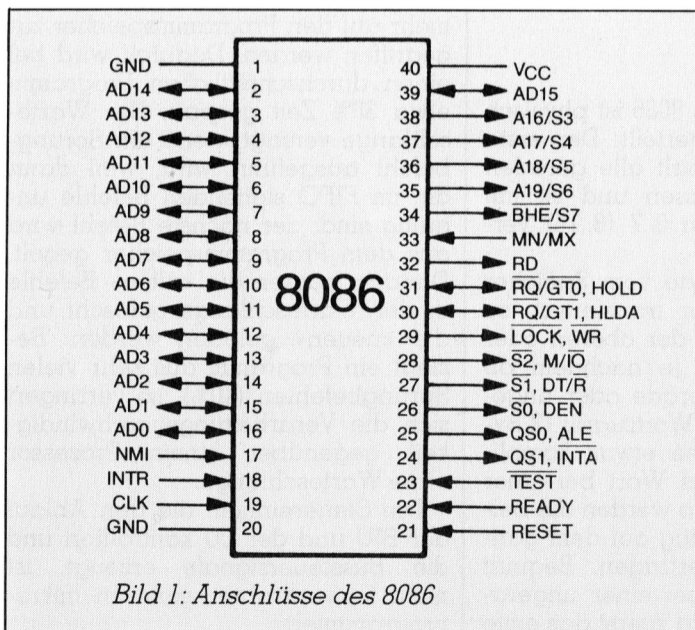 GND 1 40 VCC
AD14 2 39 AD15
AD13 3 38 A16/S3
AD12 4 37 A17/S4
AD11 5 36 A18/S5
AD10 6 35 A19/S6
AD9 7 34 BHE/S7
AD8 8 33 MN/MX
AD7 9 32 RD
AD6 10 31 RQ/GT0, HOLD
AD5 11 30 RQ/GT1, HLDA
AD4 12 29 LOCK, WR
AD3 13 28 S2, M/IO
AD2 14 27 S1, DT/R
AD1 15 26 S0, DEN
AD0 16 25 QS0, ALE
NMI 17 24 QS1, INTA
INTR 18 23 TEST
CLK 19 22 READY
GND 20 21 RESET
8086
Bild 1: Anschlüsse des 8086